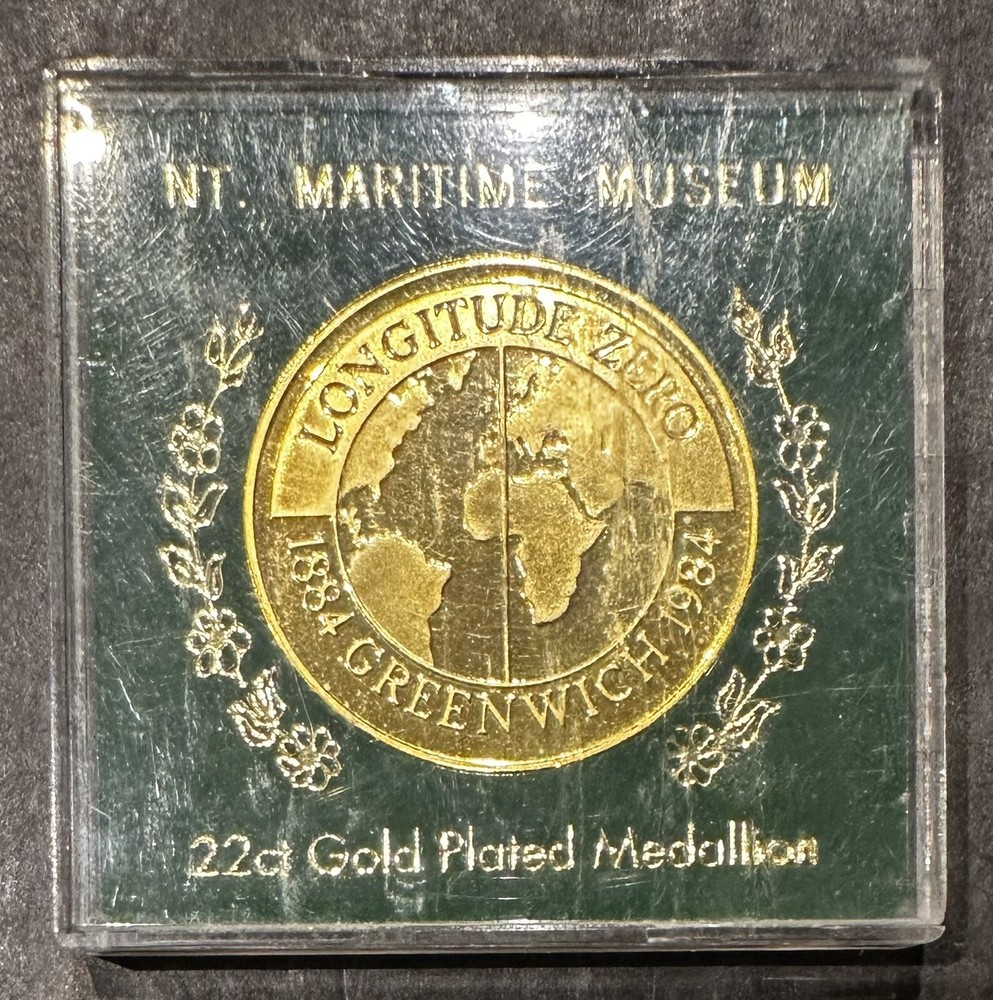 NT. MARITIME MUSEUM
LONGITUDE ZERO
1884 GREENWICH 1984
22ct Gold Plated Medallion